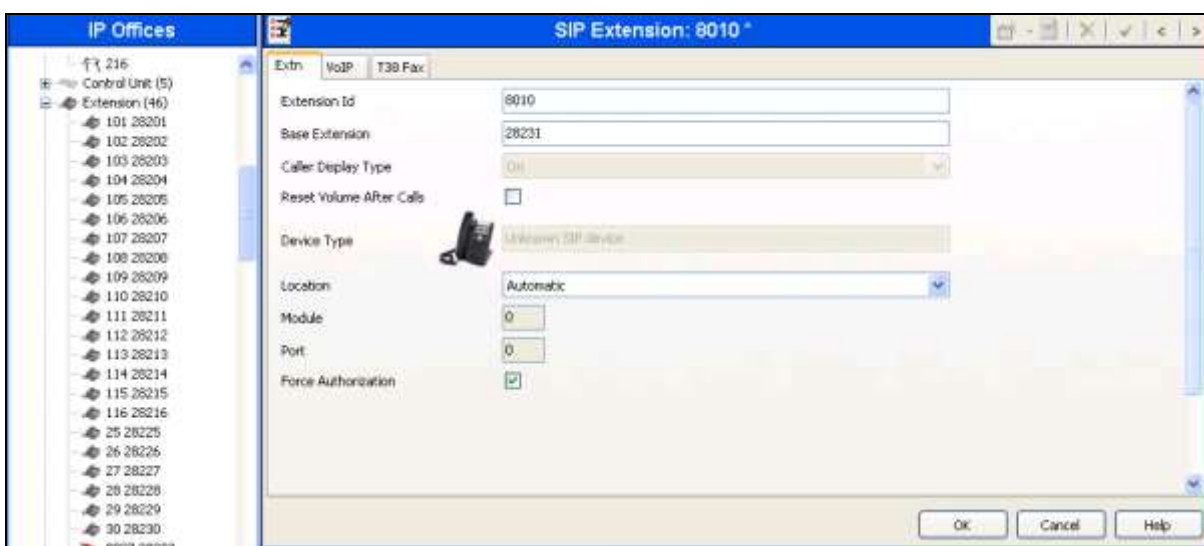 IP Offices
SIP Extension: 8010 *
216
Control Unit (5)
Extension (46)
101 28201
102 28202
103 28203
104 28204
105 28205
106 28206
107 28207
108 28208
109 28209
110 28210
111 28211
112 28212
113 28213
114 28214
115 28215
116 28216
25 28225
26 28226
27 28227
28 28228
29 28229
30 28230
Extn VoIP T38 Fax
Extension Id 8010
Base Extension 28231
Caller Display Type On
Reset Volume After Calls
Device Type Unknown SIP device
Location Automatic
Module 0
Port 0
Force Authorization
OK Cancel Help